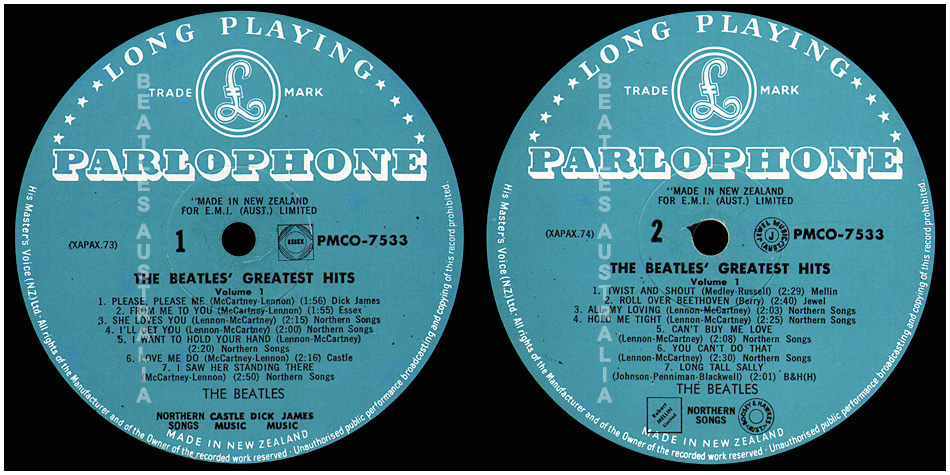 LONG PLAYING
TRADE MARK
£
PARLOPHONE
"MADE IN NEW ZEALAND
FOR E.M.I. (AUST.) LIMITED
(XAPAX.73) 1 ESSEX PMCO-7533
THE BEATLES' GREATEST HITS
Volume 1
1. PLEASE, PLEASE ME (McCartney-Lennon) (1:56) Dick James
2. FROM ME TO YOU (McCartney-Lennon) (1:55) Essex
3. SHE LOVES YOU (Lennon-McCartney) (2:15) Northern Songs
4. I'LL GET YOU (Lennon-McCartney) (2:00) Northern Songs
5. I WANT TO HOLD YOUR HAND (Lennon-McCartney)
(2:20) Northern Songs
6. LOVE ME DO (McCartney-Lennon) (2:16) Castle
7. I SAW HER STANDING THERE
(McCartney-Lennon) (2:50) Northern Songs
THE BEATLES
NORTHERN CASTLE DICK JAMES
SONGS MUSIC MUSIC
MADE IN NEW ZEALAND
His Masters Voice (N.Z.) Ltd · All rights of the Manufacturer and of the Owner of the recorded work reserved · Unauthorised public performance broadcasting and copying of this record prohibited.
BEATLES AUSTRALIA
LONG PLAYING
TRADE MARK
£
PARLOPHONE
"MADE IN NEW ZEALAND
FOR E.M.I. (AUST.) LIMITED
(XAPAX.74) 2 JEWEL MUSIC J PMCO-7533
THE BEATLES' GREATEST HITS
Volume 1
1. TWIST AND SHOUT (Medley-Russell) (2:29) Mellin
2. ROLL OVER BEETHOVEN (Berry) (2:40) Jewel
3. ALL MY LOVING (Lennon-McCartney) (2:03) Northern Songs
4. HOLD ME TIGHT (Lennon-McCartney) (2:25) Northern Songs
5. CAN'T BUY ME LOVE
(Lennon-McCartney) (2:08) Northern Songs
6. YOU CAN'T DO THAT
(Lennon-McCartney) (2:30) Northern Songs
7. LONG TALL SALLY
(Johnson-Penniman-Blackwell) (2:01) B&H(H)
THE BEATLES
Robert MELLIN Limited NORTHERN SONGS BOOSEY & HAWKES
MADE IN NEW ZEALAND
His Masters Voice (N.Z.) Ltd · All rights of the Manufacturer and of the Owner of the recorded work reserved · Unauthorised public performance broadcasting and copying of this record prohibited.
BEATLES AUSTRALIA